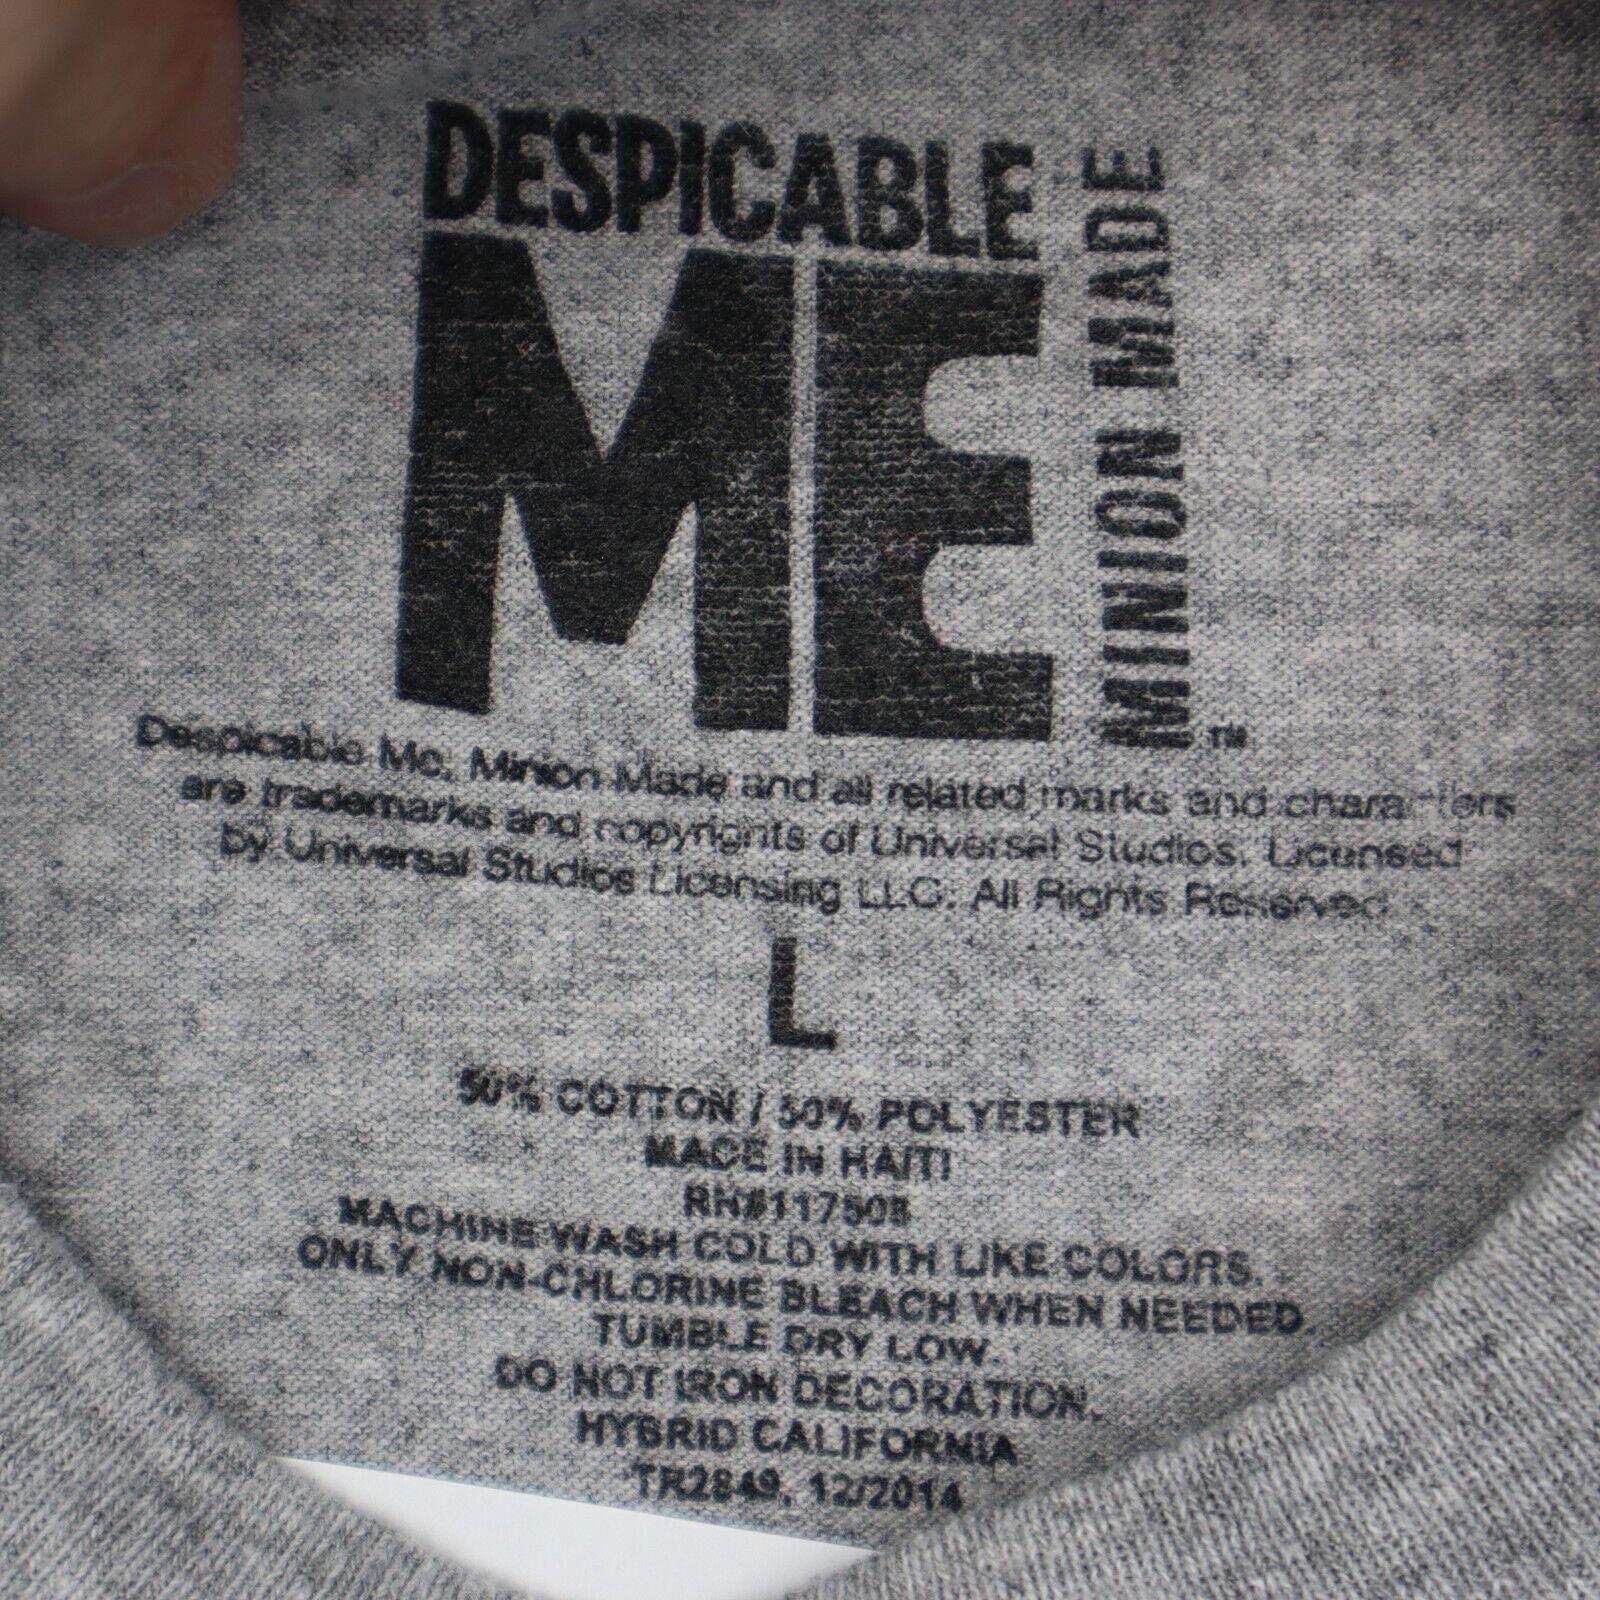 DESPICABLE
ME
MINION MADE
TM
Despicable Me, Minion Made and all related marks and characters
are trademarks and copyrights of Universal Studios. Licensed
by Universal Studios Licensing LLC. All Rights Reserved.
L
50% COTTON / 50% POLYESTER
MADE IN HAITI
RN#117508
MACHINE WASH COLD WITH LIKE COLORS.
ONLY NON-CHLORINE BLEACH WHEN NEEDED.
TUMBLE DRY LOW.
DO NOT IRON DECORATION.
HYBRID CALIFORNIA
TR2849, 12/2014